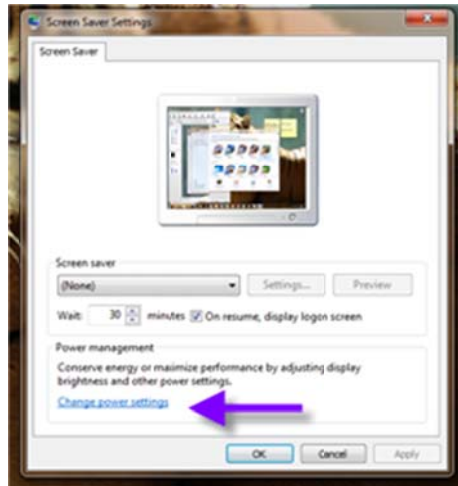 Screen Saver Settings
Screen Saver
Screen saver
(None)
Settings...
Preview
Wait: 30 minutes On resume, display logon screen
Power management
Conserve energy or maximize performance by adjusting display
brightness and other power settings.
Change power settings
OK Cancel Apply